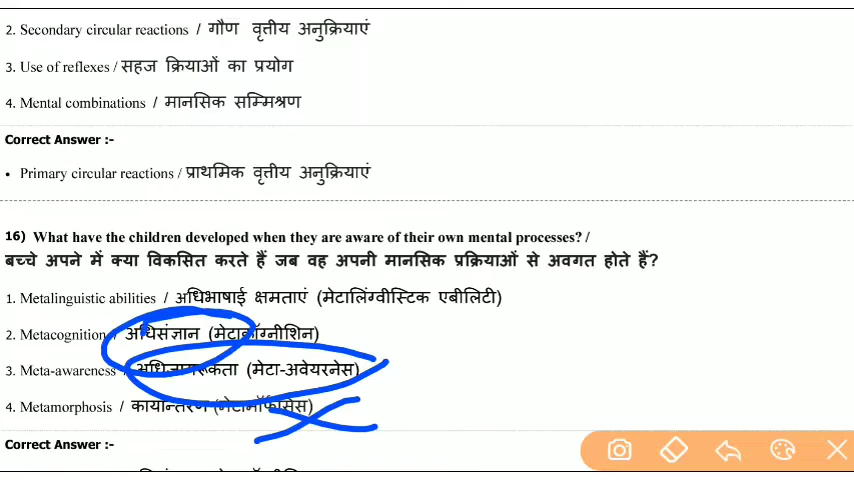 2. Secondary circular reactions / गौण वृत्तीय अनुक्रियाएं
3. Use of reflexes / सहज क्रियाओं का प्रयोग
4. Mental combinations / मानसिक सम्मिश्रण
Correct Answer :-
• Primary circular reactions / प्राथमिक वृत्तीय अनुक्रियाएं
16) What have the children developed when they are aware of their own mental processes? /
बच्चे अपने में क्या विकसित करते हैं जब वह अपनी मानसिक प्रक्रियाओं से अवगत होते हैं?
1. Metalinguistic abilities / अधिभाषाई क्षमताएं (मेटालिंग्वीस्टिक एबीलिटी)
2. Metacognition / अधिसंज्ञान (मेटाकॉग्नीशिन)
3. Meta-awareness / अधिजागरूकता (मेटा-अवेयरनेस)
4. Metamorphosis / कायान्तरण (मेटामॉर्फोसिस)
Correct Answer :-